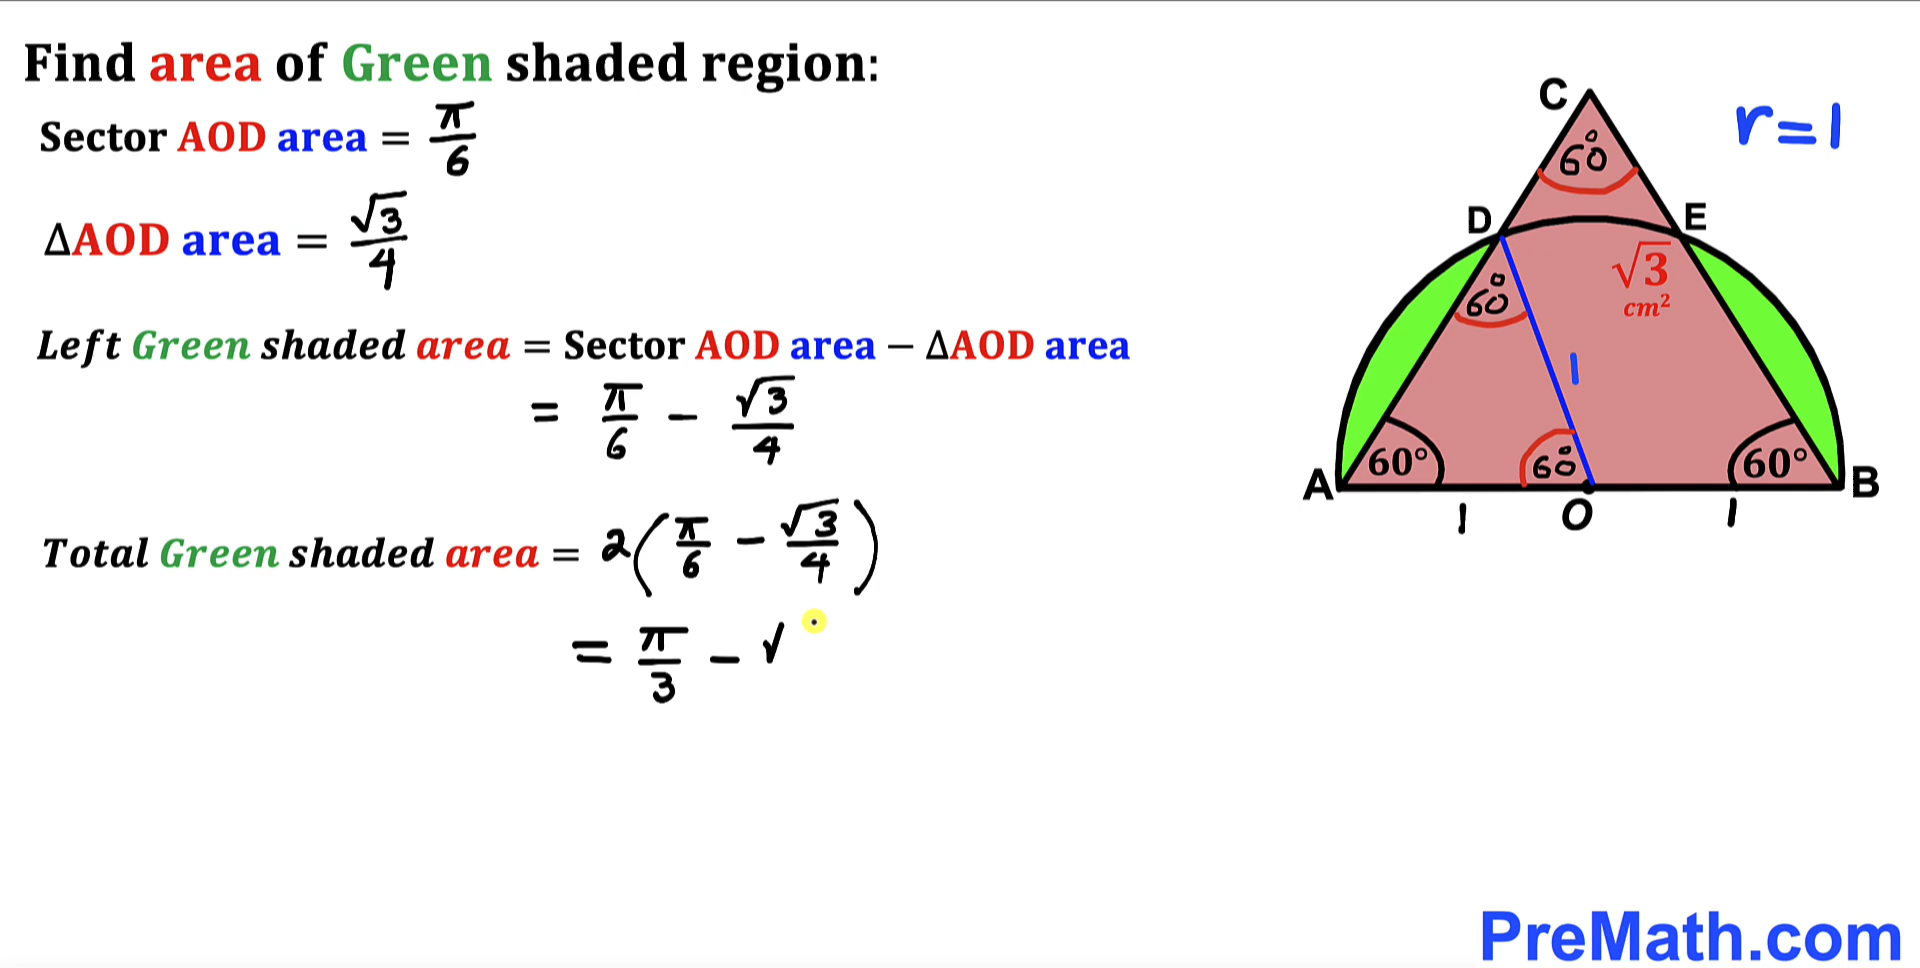 Find area of Green shaded region:
Sector AOD area = π/6
ΔAOD area = √3/4
Left Green shaded area = Sector AOD area − ΔAOD area
= π/6 − √3/4
Total Green shaded area = 2(π/6 − √3/4)
= π/3 − √
C
r=1
60°
D
E
√3
cm²
60°
1
A
60°
60°
60°
B
1
O
1
PreMath.com